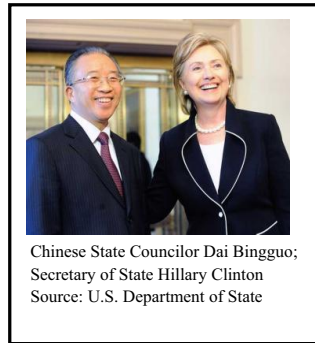 Chinese State Councilor Dai Bingguo;
Secretary of State Hillary Clinton
Source: U.S. Department of State